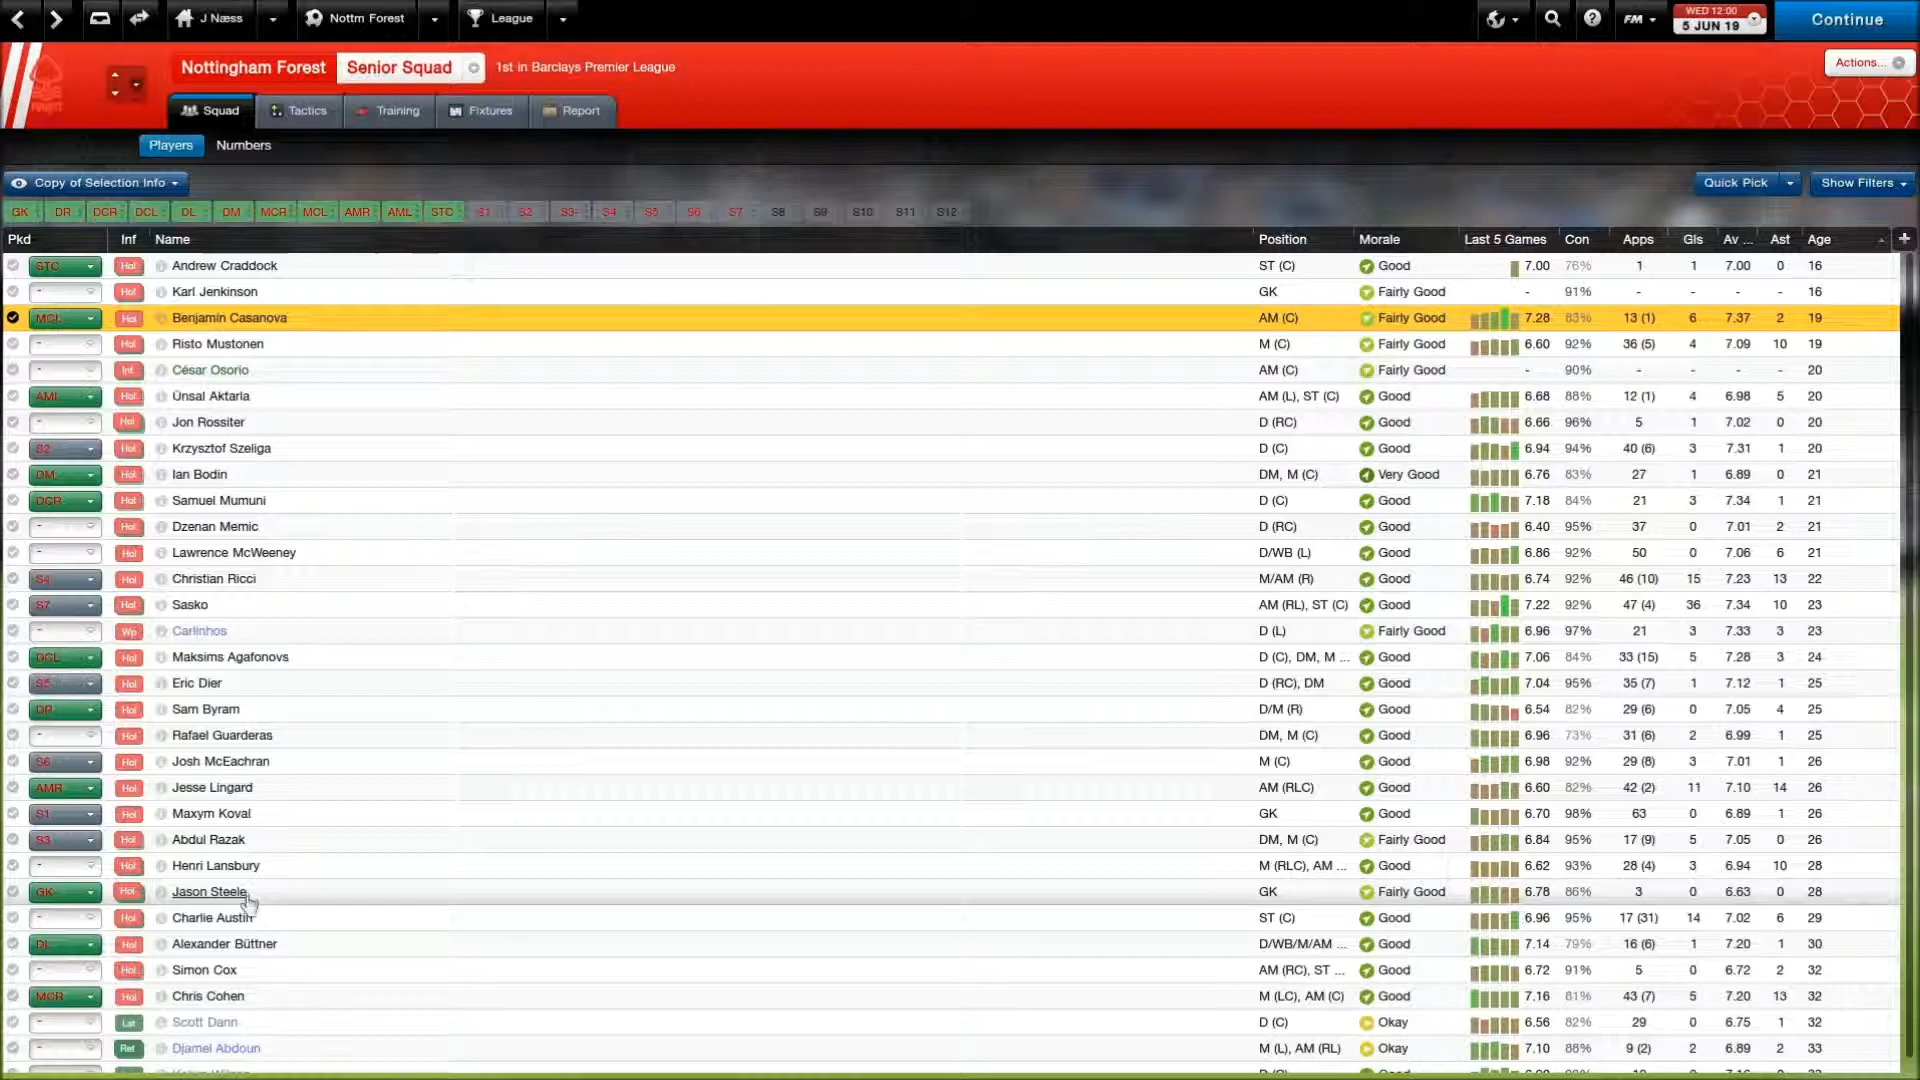 J Næss Nottm Forest League FM WED 12:00 5 JUN 19 Continue
Nottingham Forest Senior Squad 1st in Barclays Premier League Actions...
Squad Tactics Training Fixtures Report
Players Numbers
Copy of Selection Info Quick Pick Show Filters
GK DR DCR DCL DL DM MCR MCL AMR AML STC S1 S2 S3 S4 S5 S6 S7 S8 S9 S10 S11 S12
Pkd Inf Name Position Morale Last 5 Games Con Apps Gls Av ... Ast Age
STC Hol Andrew Craddock ST (C) Good 7.00 76% 1 1 7.00 0 16
- Hol Karl Jenkinson GK Fairly Good - 91% - - - - 16
MCL Hol Benjamin Casanova AM (C) Fairly Good 7.28 83% 13 (1) 6 7.37 2 19
- Hol Risto Mustonen M (C) Fairly Good 6.60 92% 36 (5) 4 7.09 10 19
- Int César Osorio AM (C) Fairly Good - 90% - - - - 20
AML Hol Ünsal Aktarla AM (L), ST (C) Good 6.68 88% 12 (1) 4 6.98 5 20
- Hol Jon Rossiter D (RC) Good 6.66 96% 5 1 7.02 0 20
S2 Hol Krzysztof Szeliga D (C) Good 6.94 94% 40 (6) 3 7.31 1 20
DM Hol Ian Bodin DM, M (C) Very Good 6.76 83% 27 1 6.89 0 21
DCR Hol Samuel Mumuni D (C) Good 7.18 84% 21 3 7.34 1 21
- Hol Dzenan Memic D (RC) Good 6.40 95% 37 0 7.01 2 21
- Hol Lawrence McWeeney D/WB (L) Good 6.86 92% 50 0 7.06 6 21
S4 Hol Christian Ricci M/AM (R) Good 6.74 92% 46 (10) 15 7.23 13 22
S7 Hol Sasko AM (RL), ST (C) Good 7.22 92% 47 (4) 36 7.34 10 23
- Wp Carlinhos D (L) Fairly Good 6.96 97% 21 3 7.33 3 23
DCL Hol Maksims Agafonovs D (C), DM, M ... Good 7.06 84% 33 (15) 5 7.28 3 24
S5 Hol Eric Dier D (RC), DM Good 7.04 95% 35 (7) 1 7.12 1 25
DR Hol Sam Byram D/M (R) Good 6.54 82% 29 (6) 0 7.05 4 25
- Hol Rafael Guarderas DM, M (C) Good 6.96 73% 31 (6) 2 6.99 1 25
S6 Hol Josh McEachran M (C) Good 6.98 92% 29 (8) 3 7.01 1 26
AMR Hol Jesse Lingard AM (RLC) Good 6.60 82% 42 (2) 11 7.10 14 26
S1 Hol Maxym Koval GK Good 6.70 98% 63 0 6.89 1 26
S3 Hol Abdul Razak DM, M (C) Fairly Good 6.84 95% 17 (9) 5 7.05 0 26
- Hol Henri Lansbury M (RLC), AM ... Good 6.62 93% 28 (4) 3 6.94 10 28
GK Hol Jason Steele GK Fairly Good 6.78 86% 3 0 6.63 0 28
- Hol Charlie Austin ST (C) Good 6.96 95% 17 (31) 14 7.02 6 29
DL Hol Alexander Büttner D/WB/M/AM ... Good 7.14 79% 16 (6) 1 7.20 1 30
- Hol Simon Cox AM (RC), ST ... Good 6.72 91% 5 0 6.72 2 32
MCR Hol Chris Cohen M (LC), AM (C) Good 7.16 81% 43 (7) 5 7.20 13 32
- Lst Scott Dann D (C) Okay 6.56 82% 29 0 6.75 1 32
- Ret Djamel Abdoun M (L), AM (RL) Okay 7.10 88% 9 (2) 2 6.89 2 33